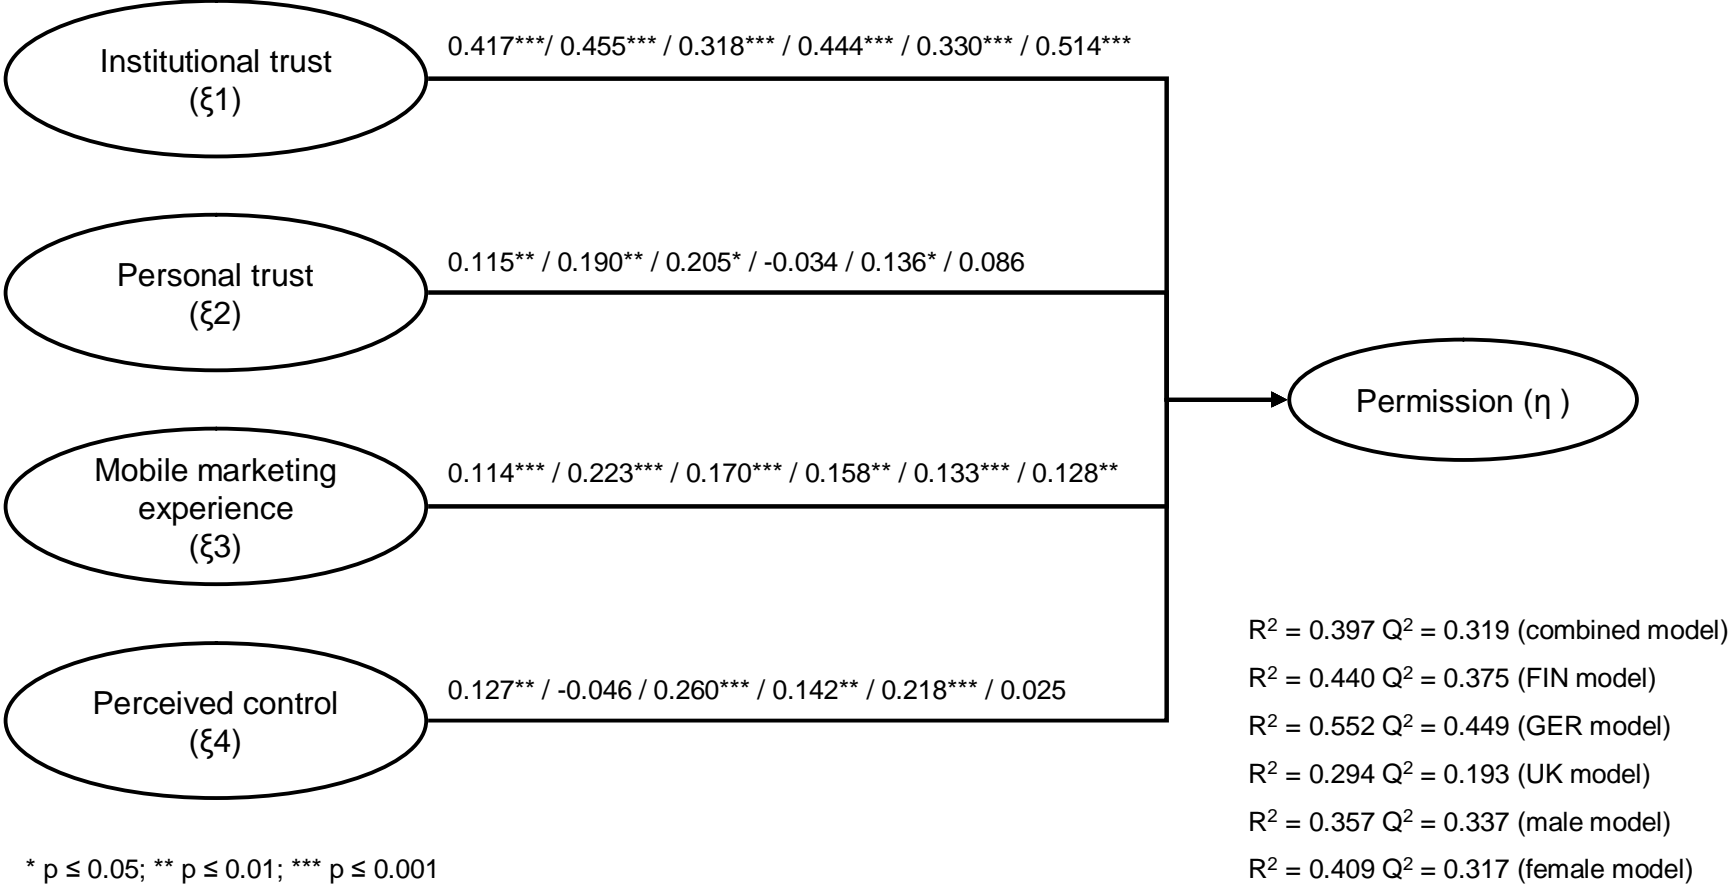 Institutional trust
(ξ1)
0.417***/ 0.455*** / 0.318*** / 0.444*** / 0.330*** / 0.514***
Personal trust
(ξ2)
0.115** / 0.190** / 0.205* / -0.034 / 0.136* / 0.086
Mobile marketing
experience
(ξ3)
0.114*** / 0.223*** / 0.170*** / 0.158** / 0.133*** / 0.128**
Perceived control
(ξ4)
0.127** / -0.046 / 0.260*** / 0.142** / 0.218*** / 0.025
Permission (η )
R² = 0.397 Q² = 0.319 (combined model)
R² = 0.440 Q² = 0.375 (FIN model)
R² = 0.552 Q² = 0.449 (GER model)
R² = 0.294 Q² = 0.193 (UK model)
R² = 0.357 Q² = 0.337 (male model)
R² = 0.409 Q² = 0.317 (female model)
* p ≤ 0.05; ** p ≤ 0.01; *** p ≤ 0.001